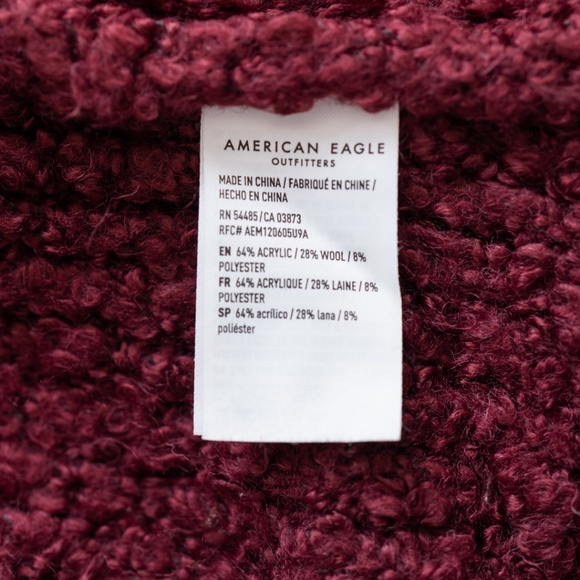 AMERICAN EAGLE
OUTFITTERS
MADE IN CHINA / FABRIQUÉ EN CHINE /
HECHO EN CHINA
RN 54485/CA 03873
RFC# AEM120605U9A
EN 64% ACRYLIC / 28% WOOL / 8%
POLYESTER
FR 64% ACRYLIQUE / 28% LAINE / 8%
POLYESTER
SP 64% acrílico / 28% lana / 8%
poliéster